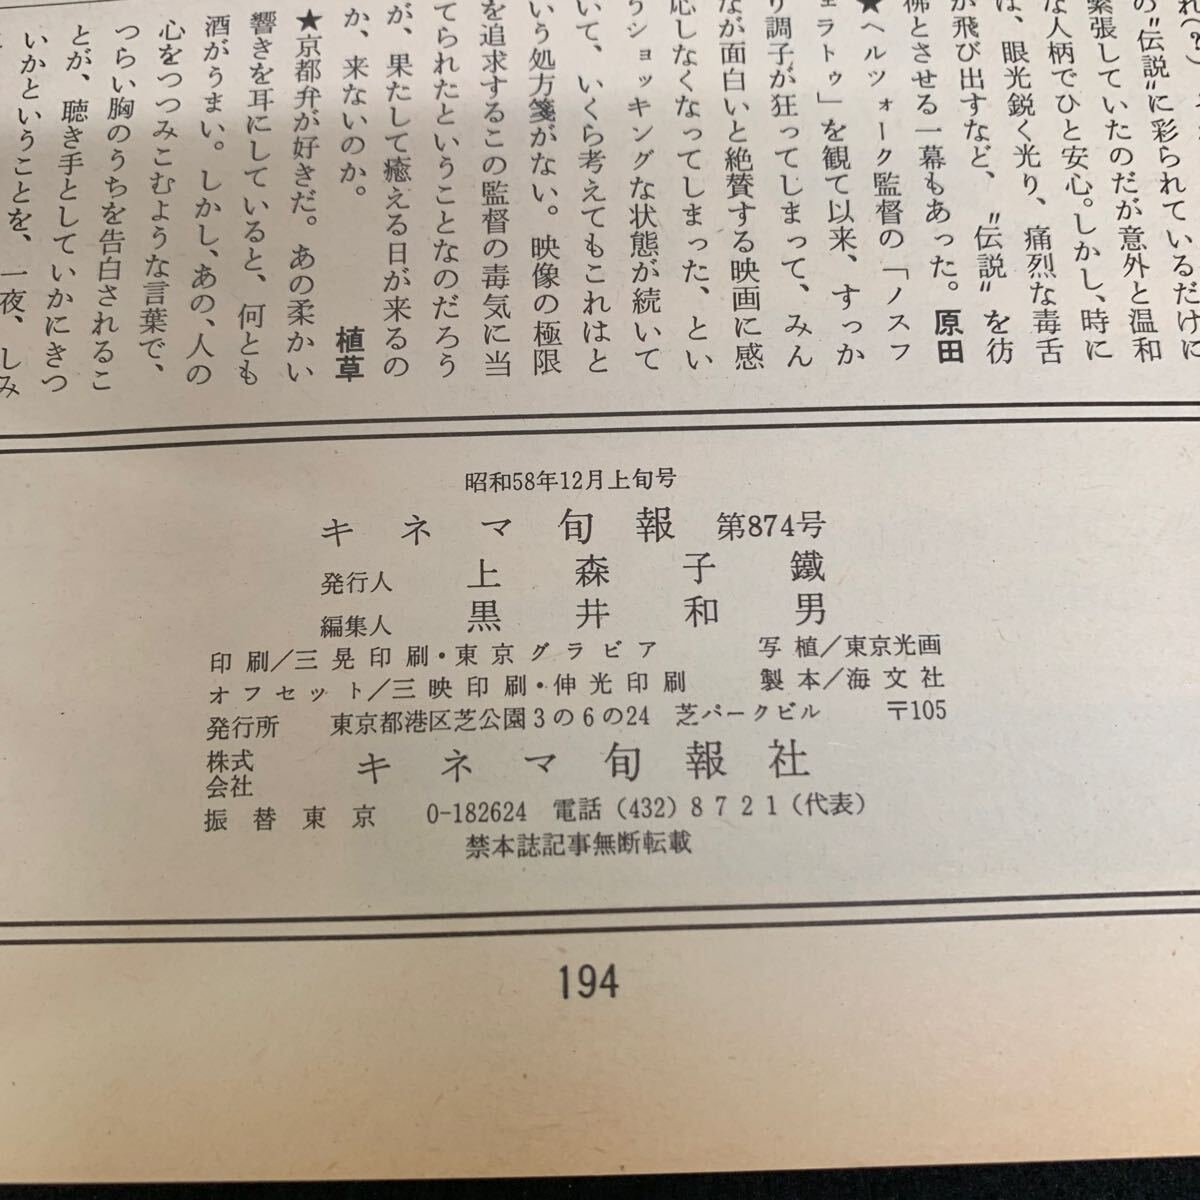 れ(?)
緊張していたのだが意外と温和
の"伝説"に彩られているだけに
な人柄でひと安心。しかし、時に
は、眼光鋭く光り、痛烈な毒舌
が飛び出すなど、"伝説"を彷
彿とさせる一幕もあった。原田
★ヘルツォーク監督の「ノスフ
ェラトゥ」を観て以来、すっか
り調子が狂ってしまって、みん
なが面白いと絶賛する映画に感
応しなくなってしまった、とい
うショッキングな状態が続いて
いて、いくら考えてもこれはと
いう処方箋がない。映像の極限
を追求するこの監督の毒気に当
てられたということなのだろう
が、果たして癒える日が来るの
か、来ないのか。植草
★京都弁が好きだ。あの柔かい
響きを耳にしていると、何とも
酒がうまい。しかし、あの、人の
心をつつみこむような言葉で、
つらい胸のうちを告白されるこ
とが、聴き手としていかにきつ
いかということを、一夜、しみ
昭和58年12月上旬号
キネマ旬報 第874号
発行人 上森子鐵
編集人 黒井和男
印刷/三晃印刷・東京グラビア 写植/東京光画
オフセット/三映印刷・伸光印刷 製本/海文社
発行所 東京都港区芝公園3の6の24 芝パークビル 〒105
株式会社 キネマ旬報社
振替東京 0-182624 電話(432)8721(代表)
禁本誌記事無断転載
194